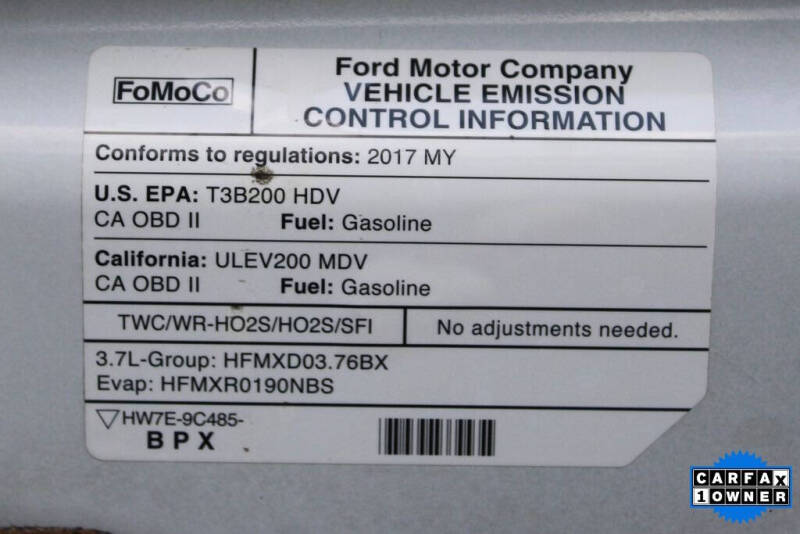 FoMoCo
Ford Motor Company
VEHICLE EMISSION
CONTROL INFORMATION
Conforms to regulations: 2017 MY
U.S. EPA: T3B200 HDV
CA OBD II Fuel: Gasoline
California: ULEV200 MDV
CA OBD II Fuel: Gasoline
TWC/WR-HO2S/HO2S/SFI No adjustments needed.
3.7L-Group: HFMXD03.76BX
Evap: HFMXR0190NBS
HW7E-9C485-
BPX
CARFAX
1 OWNER